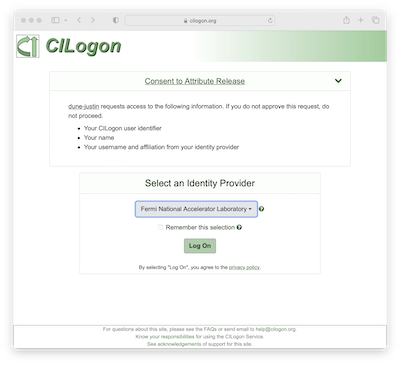 cilogon.org
CILogon
Consent to Attribute Release
dune-justin requests access to the following information. If you do not approve this request, do
not proceed.
• Your CILogon user identifier
• Your name
• Your username and affiliation from your identity provider
Select an Identity Provider
Fermi National Accelerator Laboratory
Remember this selection
Log On
By selecting "Log On", you agree to the privacy policy.
For questions about this site, please see the FAQs or send email to help@cilogon.org.
Know your responsibilities for using the CILogon Service.
See acknowledgements of support for this site.